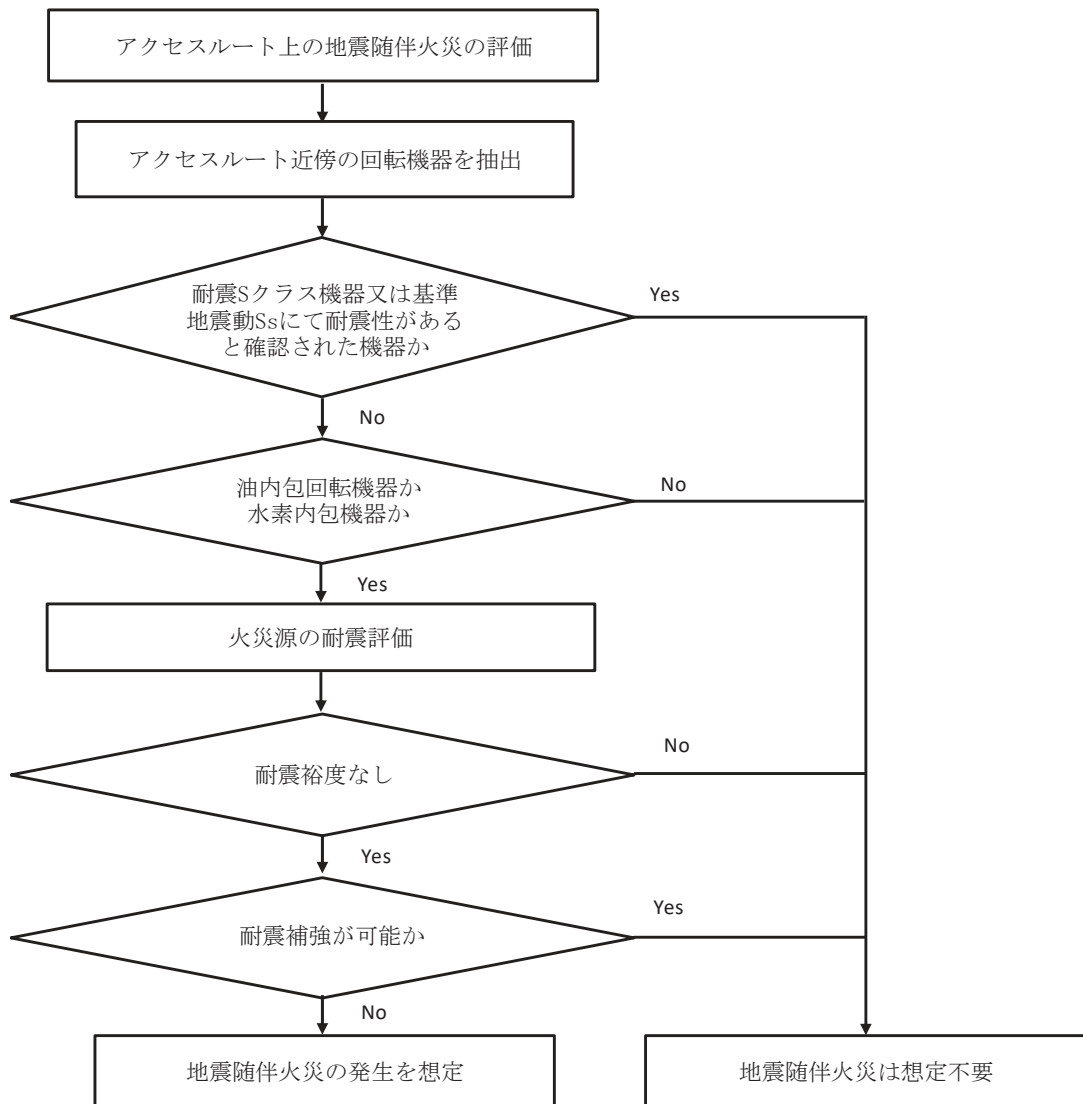 アクセスルート上の地震随伴火災の評価
アクセスルート近傍の回転機器を抽出
耐震Sクラス機器又は基準
地震動Ssにて耐震性がある
と確認された機器か
Yes
No
油内包回転機器か
水素内包機器か
No
Yes
火災源の耐震評価
耐震裕度なし
No
Yes
耐震補強が可能か
Yes
No
地震随伴火災の発生を想定
地震随伴火災は想定不要